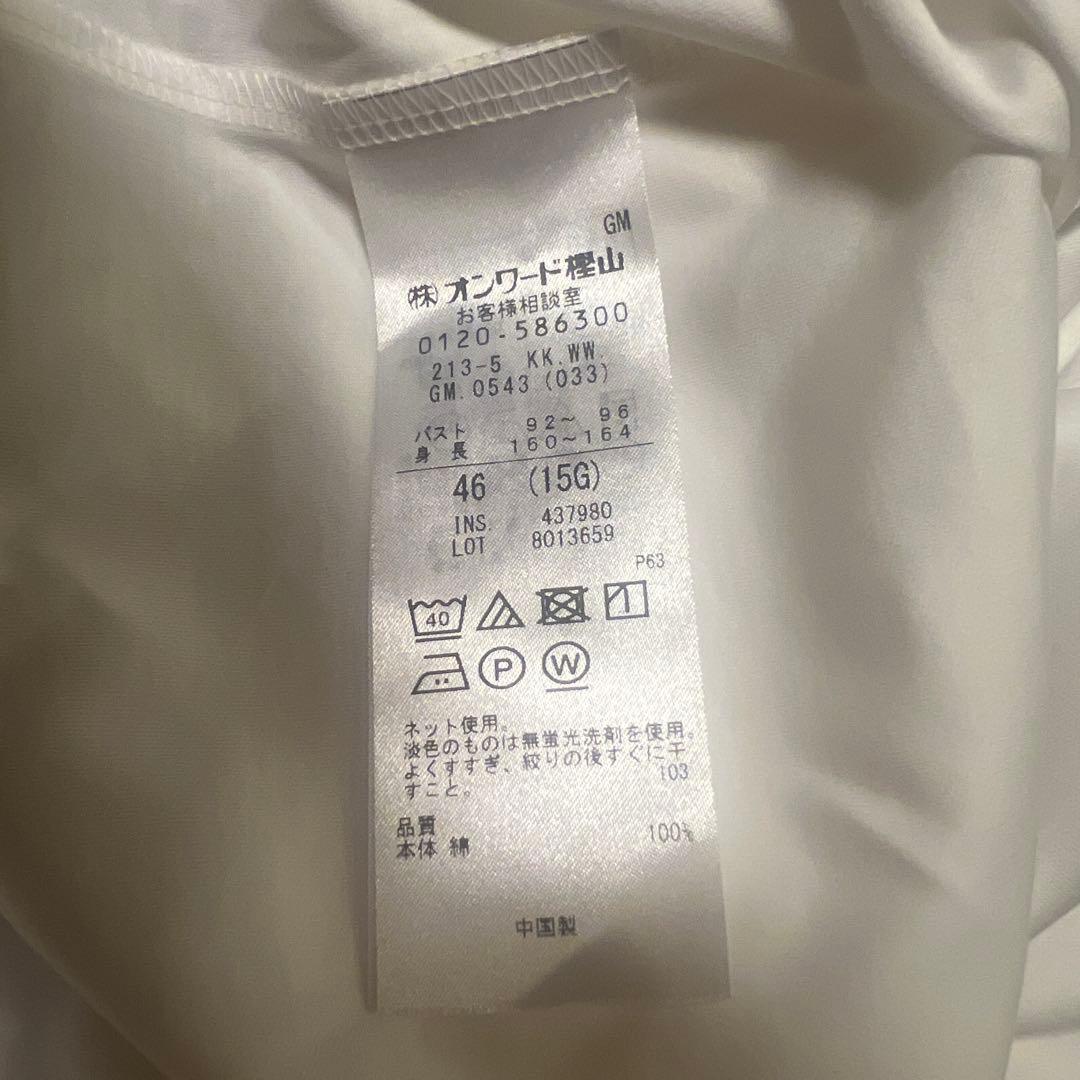 GM
㈱オンワード樫山
お客様相談室
0120-586300
213-5 KK.WW.
GM.0543 (033)
バスト 92～ 96
身 長 160～164
46 (15G)
INS. 437980
LOT 8013659
P63
40
P W
ネット使用。
淡色のものは無蛍光洗剤を使用。
よくすすぎ、絞りの後すぐに干
すこと。 103
品質
本体 綿 100%
中国製